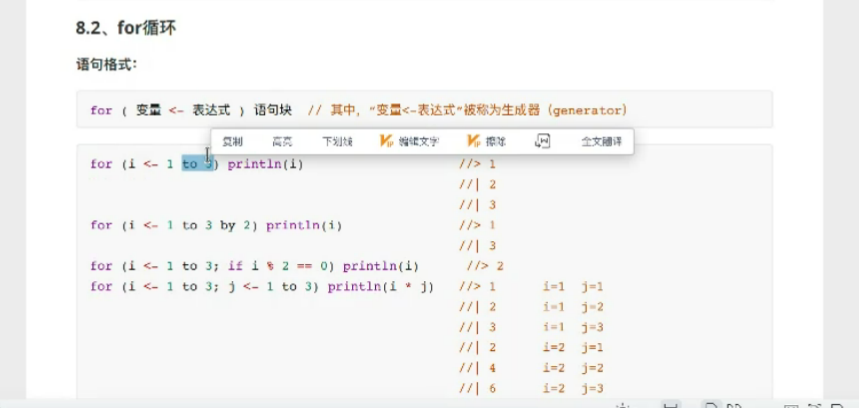 8.2、for循环
语句格式：
for ( 变量 <- 表达式 ) 语句块 // 其中，“变量<-表达式”被称为生成器（generator）
复制 高亮 下划线 编辑文字 擦除 全文翻译
for (i <- 1 to 3) println(i) //> 1
//| 2
//| 3
for (i <- 1 to 3 by 2) println(i) //> 1
//| 3
for (i <- 1 to 3; if i % 2 == 0) println(i) //> 2
for (i <- 1 to 3; j <- 1 to 3) println(i * j) //> 1 i=1 j=1
//| 2 i=1 j=2
//| 3 i=1 j=3
//| 2 i=2 j=1
//| 4 i=2 j=2
//| 6 i=2 j=3